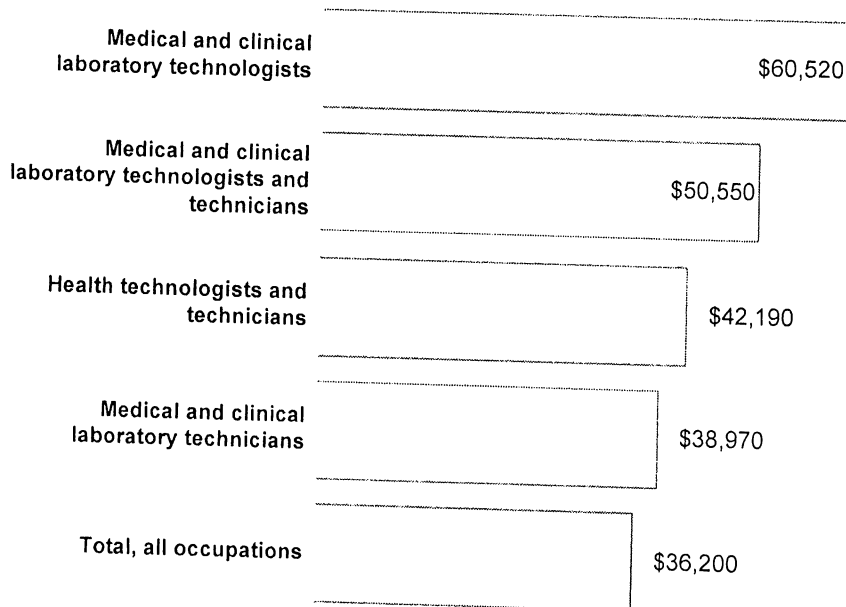 Medical and clinical
laboratory technologists
$60,520
Medical and clinical
laboratory technologists and
technicians
$50,550
Health technologists and
technicians
$42,190
Medical and clinical
laboratory technicians
$38,970
Total, all occupations
$36,200